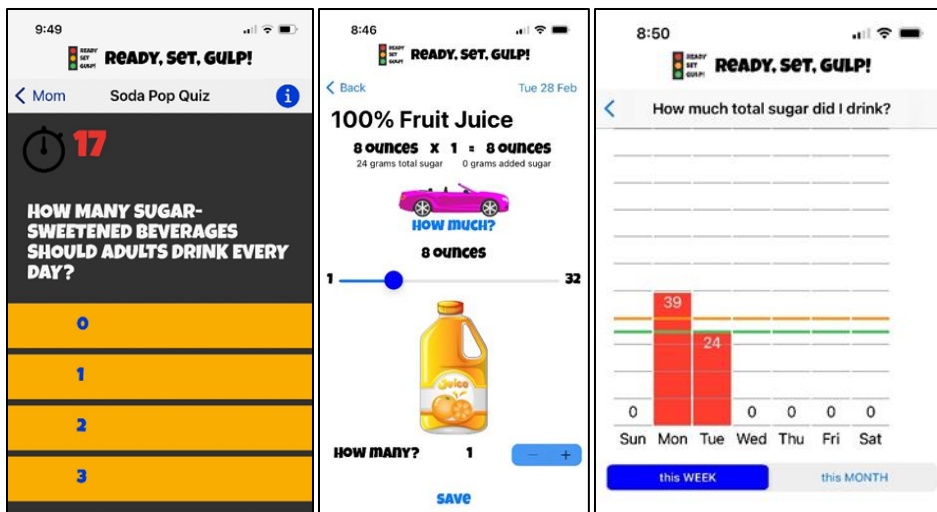 9:49
READY SET GULP!
READY, SET, GULP!
Mom
Soda Pop Quiz
i
17
HOW MANY SUGAR-
SWEETENED BEVERAGES
SHOULD ADULTS DRINK EVERY
DAY?
0
1
2
3
8:46
READY SET GULP!
READY, SET, GULP!
Back
Tue 28 Feb
100% Fruit Juice
8 ounces x 1 = 8 ounces
24 grams total sugar 0 grams added sugar
HOW MUCH?
8 ounces
1
32
Juice
HOW MANY?
1
- +
SAVE
8:50
READY SET GULP!
READY, SET, GULP!
How much total sugar did I drink?
39
24
0 0 0 0 0
Sun Mon Tue Wed Thu Fri Sat
this WEEK
this MONTH